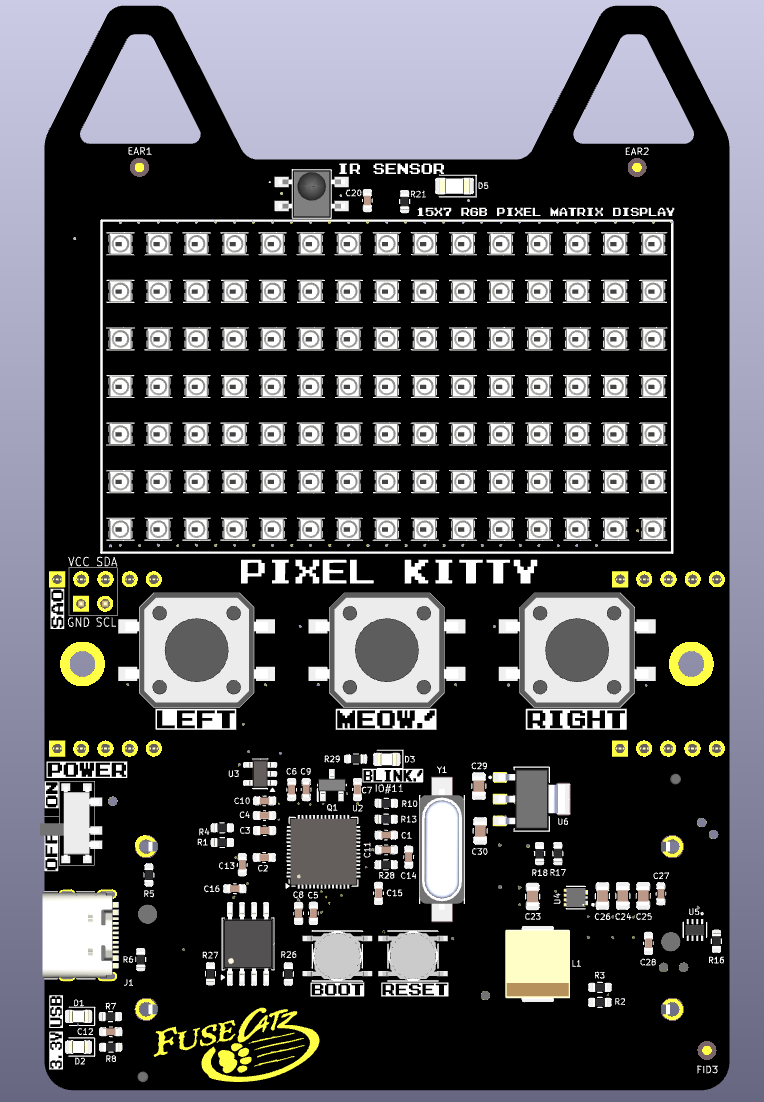 EAR1
EAR2
IR SENSOR
D5
C20
R21
15X7 RGB PIXEL MATRIX DISPLAY
VCC SDA
PIXEL KITTY
SAO
GND SCL
LEFT
MEOW!
RIGHT
POWER
ON
OFF
U3
C6 C9
R29
D3
BLINK!
IO#11
Y1
C29
C10
C4
C3
Q1
U2
C7
R10
R13
C1
U6
R4
R1
C2
C13
C11
R28
C14
C30
R18 R17
C16
C15
R5
C8 C5
C23
U4
C26 C24 C25
C27
U5
R6
R27
R26
C28
R16
J1
BOOT
RESET
L1
R3
R2
3.3V USB
D1
R7
C12
D2
R8
FUSECATZ
FID3